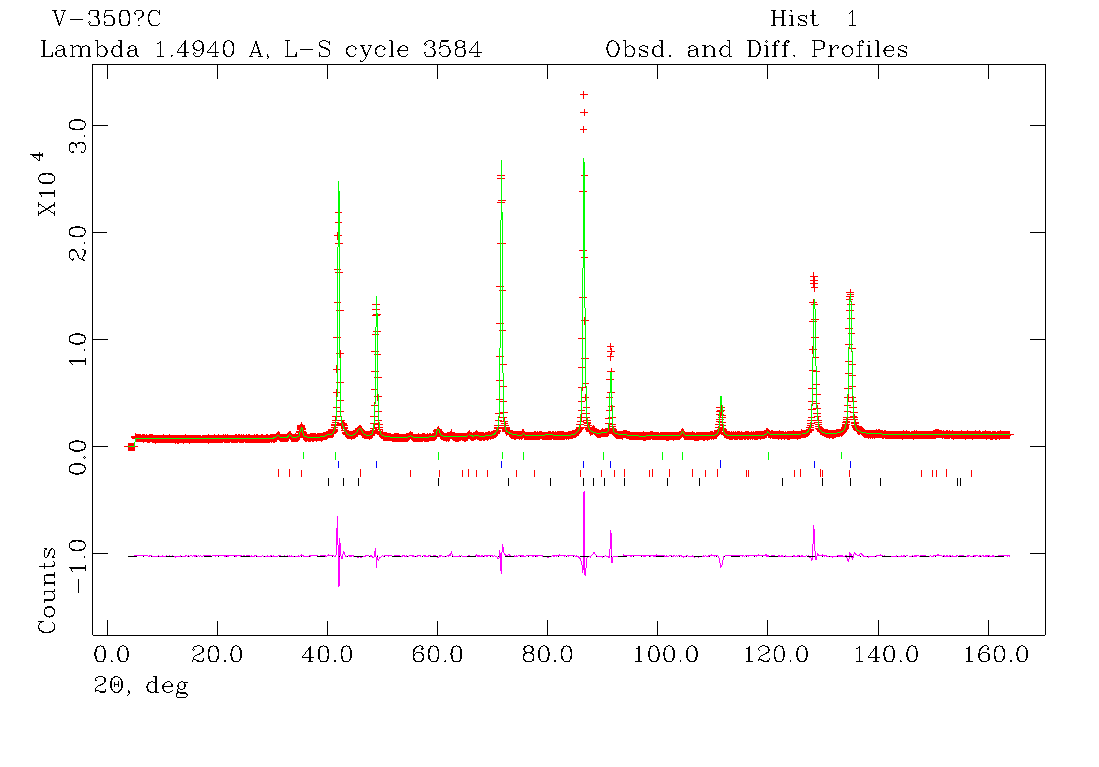 V-350?C Hist 1
Lambda 1.4940 A, L-S cycle 3584 Obsd. and Diff. Profiles
X10 4
3.0
2.0
1.0
0.0
-1.0
Counts
0.0 20.0 40.0 60.0 80.0 100.0 120.0 140.0 160.0
2Θ, deg